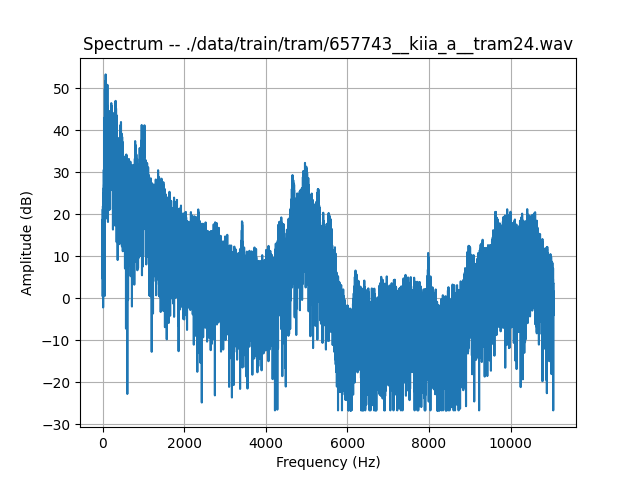 Spectrum -- ./data/train/tram/657743__kiia_a__tram24.wav
Amplitude (dB)
50
40
30
20
10
0
−10
−20
−30
0 2000 4000 6000 8000 10000
Frequency (Hz)